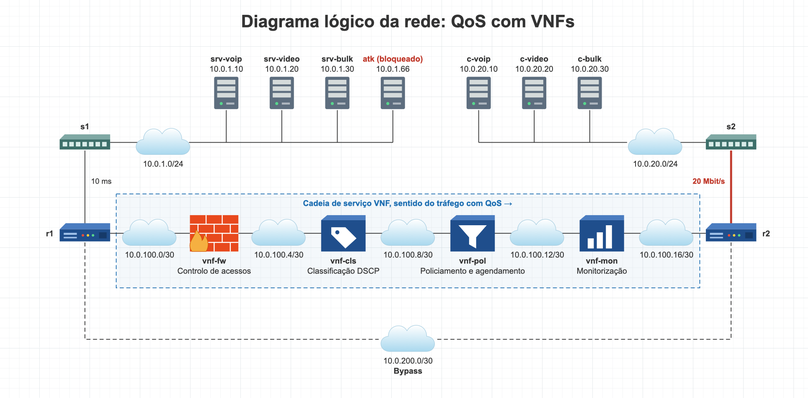 Diagrama lógico da rede: QoS com VNFs
srv-voip
10.0.1.10
srv-video
10.0.1.20
srv-bulk
10.0.1.30
atk (bloqueado)
10.0.1.66
c-voip
10.0.20.10
c-video
10.0.20.20
c-bulk
10.0.20.30
s1
s2
10.0.1.0/24
10.0.20.0/24
10 ms
20 Mbit/s
Cadeia de serviço VNF, sentido do tráfego com QoS →
r1
r2
10.0.100.0/30
vnf-fw
Controlo de acessos
10.0.100.4/30
vnf-cls
Classificação DSCP
10.0.100.8/30
vnf-pol
Policiamento e agendamento
10.0.100.12/30
vnf-mon
Monitorização
10.0.100.16/30
10.0.200.0/30
Bypass